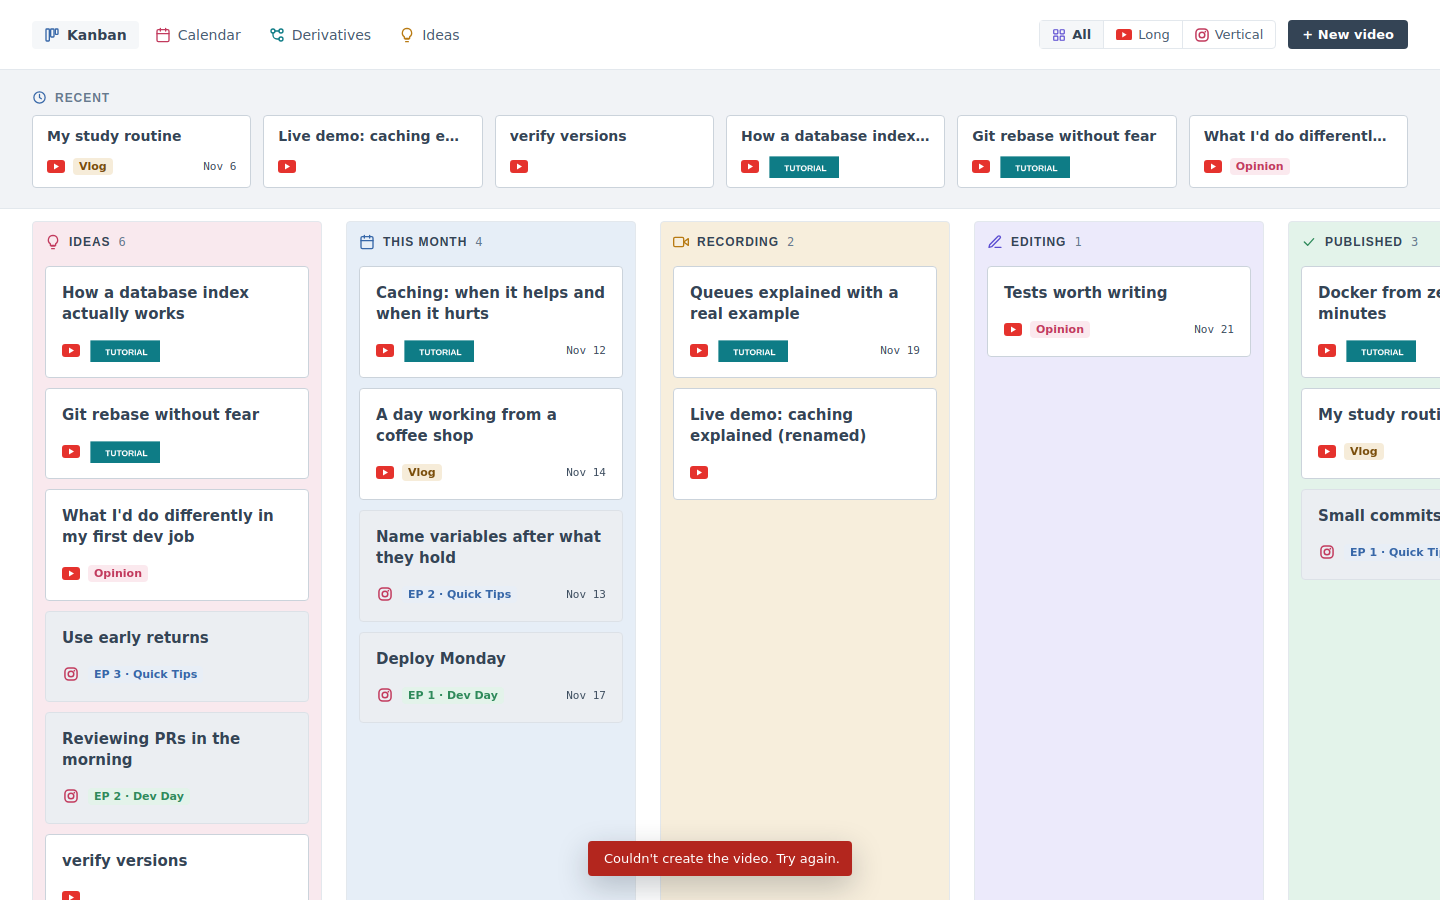 Kanban
Calendar
Derivatives
Ideas
All
Long
Vertical
+ New video
RECENT
My study routine
Vlog
Nov 6
Live demo: caching e...
verify versions
How a database index...
TUTORIAL
Git rebase without fear
TUTORIAL
What I'd do differentl...
Opinion
IDEAS 6
How a database index
actually works
TUTORIAL
Git rebase without fear
TUTORIAL
What I'd do differently in
my first dev job
Opinion
Use early returns
EP 3 · Quick Tips
Reviewing PRs in the
morning
EP 2 · Dev Day
verify versions
THIS MONTH 4
Caching: when it helps and
when it hurts
TUTORIAL
Nov 12
A day working from a
coffee shop
Vlog
Nov 14
Name variables after what
they hold
EP 2 · Quick Tips
Nov 13
Deploy Monday
EP 1 · Dev Day
Nov 17
RECORDING 2
Queues explained with a
real example
TUTORIAL
Nov 19
Live demo: caching
explained (renamed)
EDITING 1
Tests worth writing
Opinion
Nov 21
PUBLISHED 3
Docker from ze
minutes
TUTORIAL
My study routi
Vlog
Small commits
EP 1 · Quick Ti
Couldn't create the video. Try again.